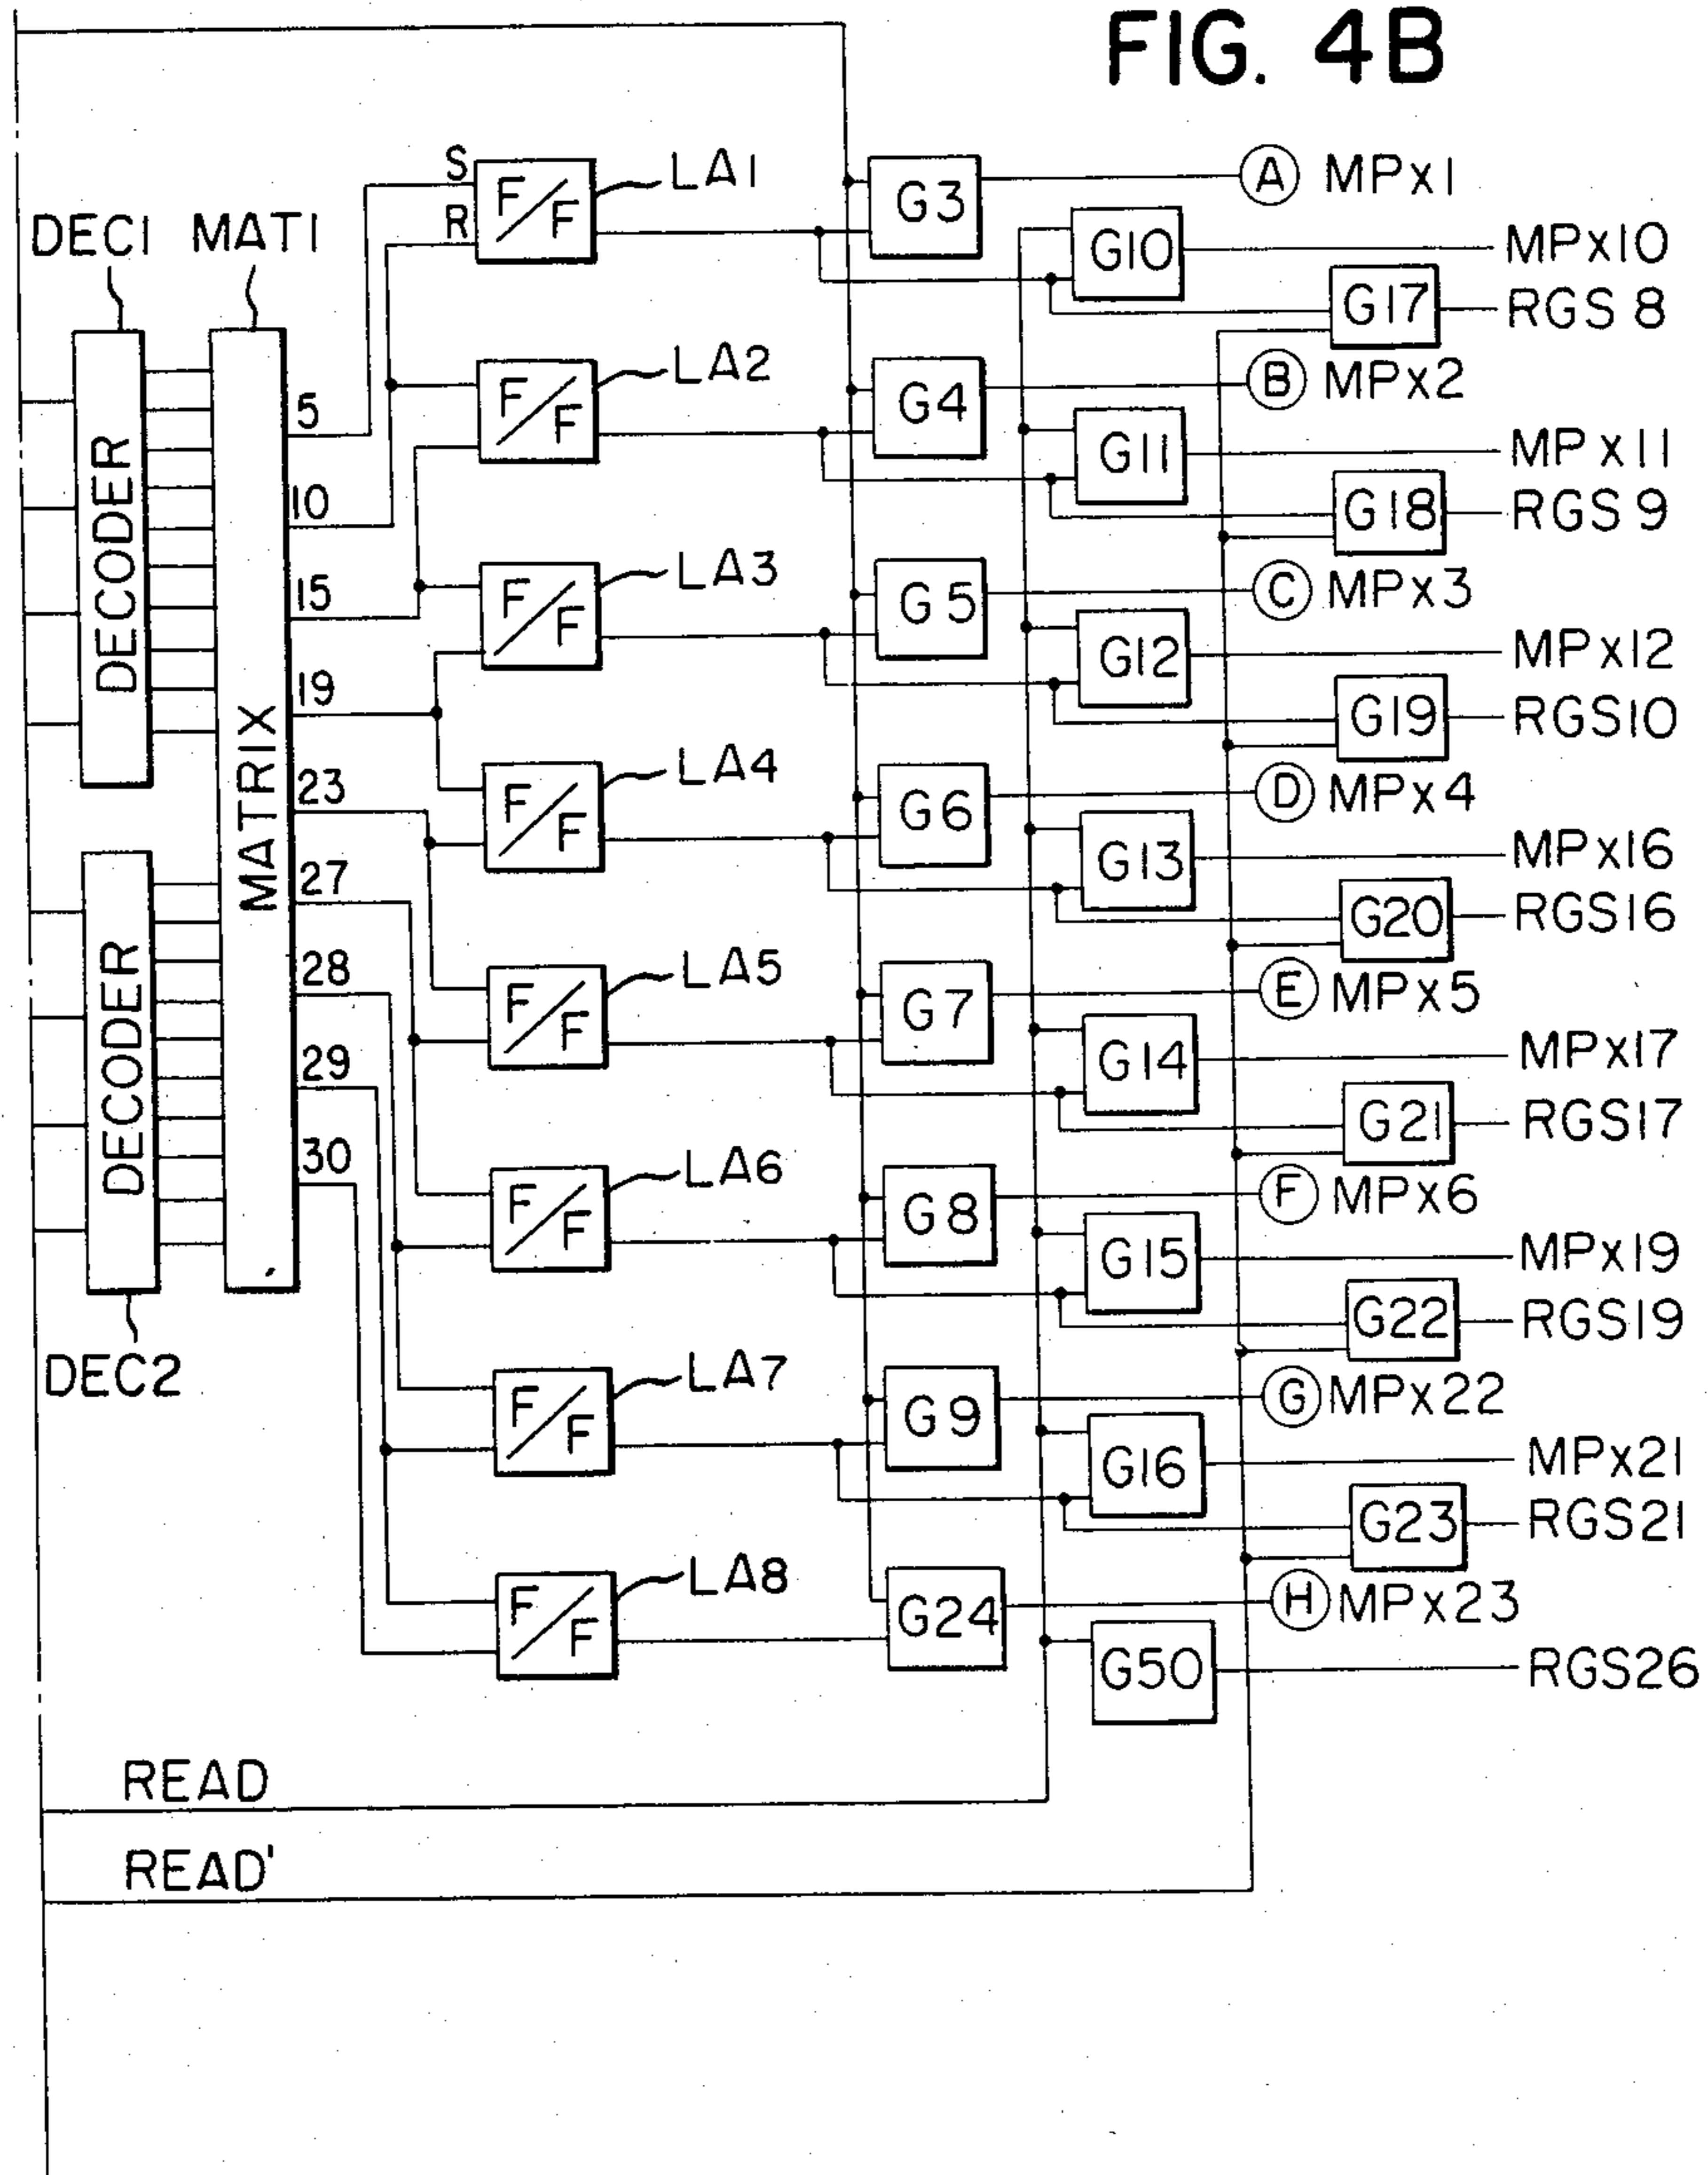 FIG. 4B
S
R
F/F
LA1
G3
A MPX1
DEC1
MAT1
G10
MPX10
G17
RGS 8
LA2
F/F
G4
B MPX2
5
DECODER
G11
MPX11
10
G18
RGS 9
LA3
F/F
G5
C MPX3
15
G12
MPX12
19
G19
RGS10
MATRIX
LA4
F/F
G6
D MPX4
23
G13
MPX16
27
G20
RGS16
DECODER
28
LA5
F/F
G7
E MPX5
29
G14
MPX17
G21
RGS17
30
LA6
F/F
G8
F MPX6
G15
MPX19
G22
RGS19
DEC2
LA7
F/F
G9
G MPX22
G16
MPX21
G23
RGS21
LA8
F/F
G24
H MPX23
G50
RGS26
READ
READ'